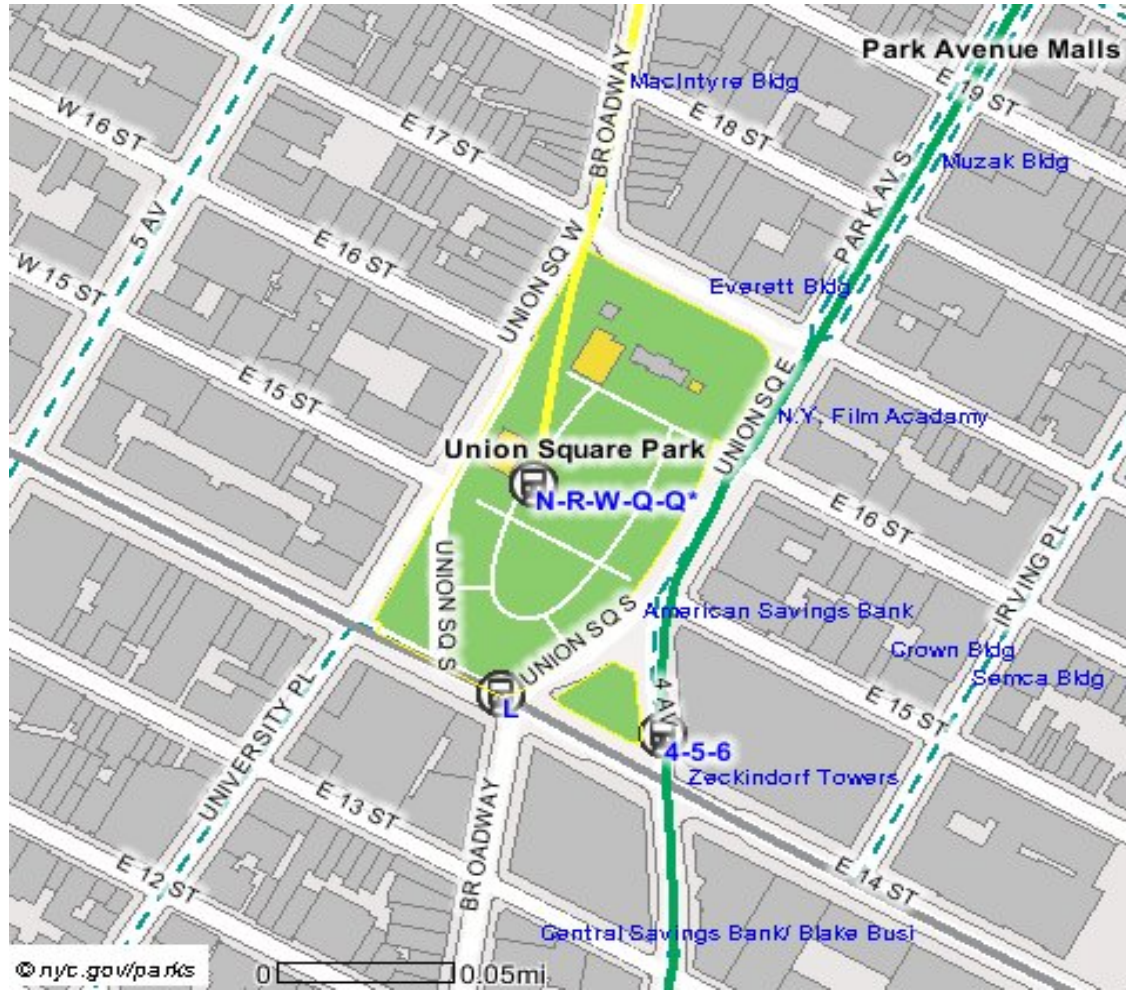 Park Avenue Malls
MacIntyre Bldg
BROADWAY
E 19 ST
W 16 ST
E 17 ST
E 18 ST
Muzak Bldg
PARK AV S
5 AV
E 16 ST
UNION SQ W
W 15 ST
Everett Bldg
E 15 ST
UNION SQ E
N.Y. Film Acadamy
Union Square Park
N-R-W-Q-Q*
E 16 ST
UNION SQ S
IRVING PL
UNION SQ S
American Savings Bank
Crown Bldg
Semca Bldg
UNIVERSITY PL
L
4 AV
E 15 ST
4-5-6
Zeckindorf Towers
E 13 ST
BROADWAY
E 12 ST
E 14 ST
Central Savings Bank/ Blake Busi
© nyc.gov/parks
0 0.05mi